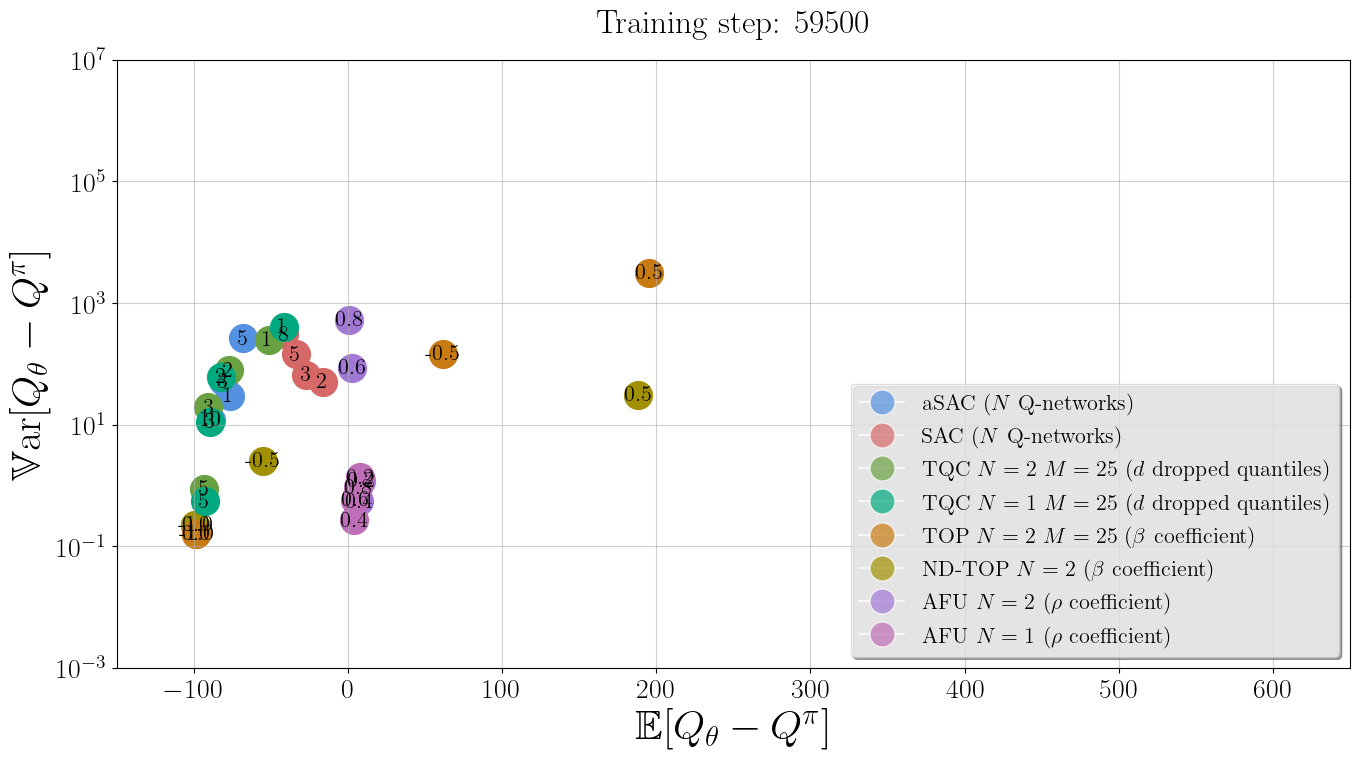 Training step: 59500
10^7
10^5
10^3
10^1
10^{-1}
10^{-3}
𝕍ar[Q_θ − Q^π]
0.5
0.8
-0.5
0.6
0.5
5
1
1
8
5
3
2
2
2
1
3
10
-0.5
5
5
0.2
0.6
0.4
0.4
-1.0
-1.0
aSAC (N Q-networks)
SAC (N Q-networks)
TQC N = 2 M = 25 (d dropped quantiles)
TQC N = 1 M = 25 (d dropped quantiles)
TOP N = 2 M = 25 (β coefficient)
ND-TOP N = 2 (β coefficient)
AFU N = 2 (ρ coefficient)
AFU N = 1 (ρ coefficient)
−100 0 100 200 300 400 500 600
𝔼[Q_θ − Q^π]